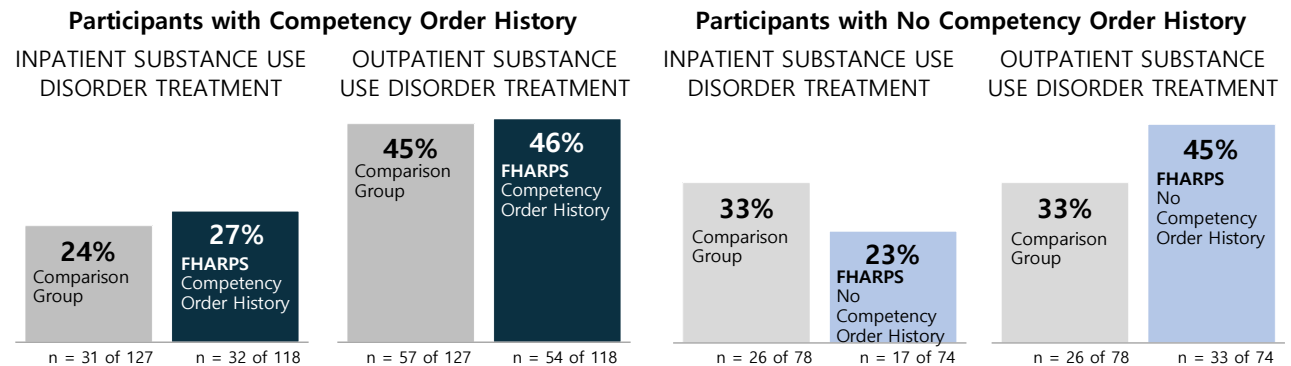 Participants with Competency Order History
INPATIENT SUBSTANCE USE
DISORDER TREATMENT
24%
Comparison
Group
n = 31 of 127
27%
FHARPS
Competency
Order History
n = 32 of 118
OUTPATIENT SUBSTANCE
USE DISORDER TREATMENT
45%
Comparison
Group
n = 57 of 127
46%
FHARPS
Competency
Order History
n = 54 of 118
Participants with No Competency Order History
INPATIENT SUBSTANCE USE
DISORDER TREATMENT
33%
Comparison
Group
n = 26 of 78
23%
FHARPS
No
Competency
Order History
n = 17 of 74
OUTPATIENT SUBSTANCE
USE DISORDER TREATMENT
33%
Comparison
Group
n = 26 of 78
45%
FHARPS
No
Competency
Order History
n = 33 of 74